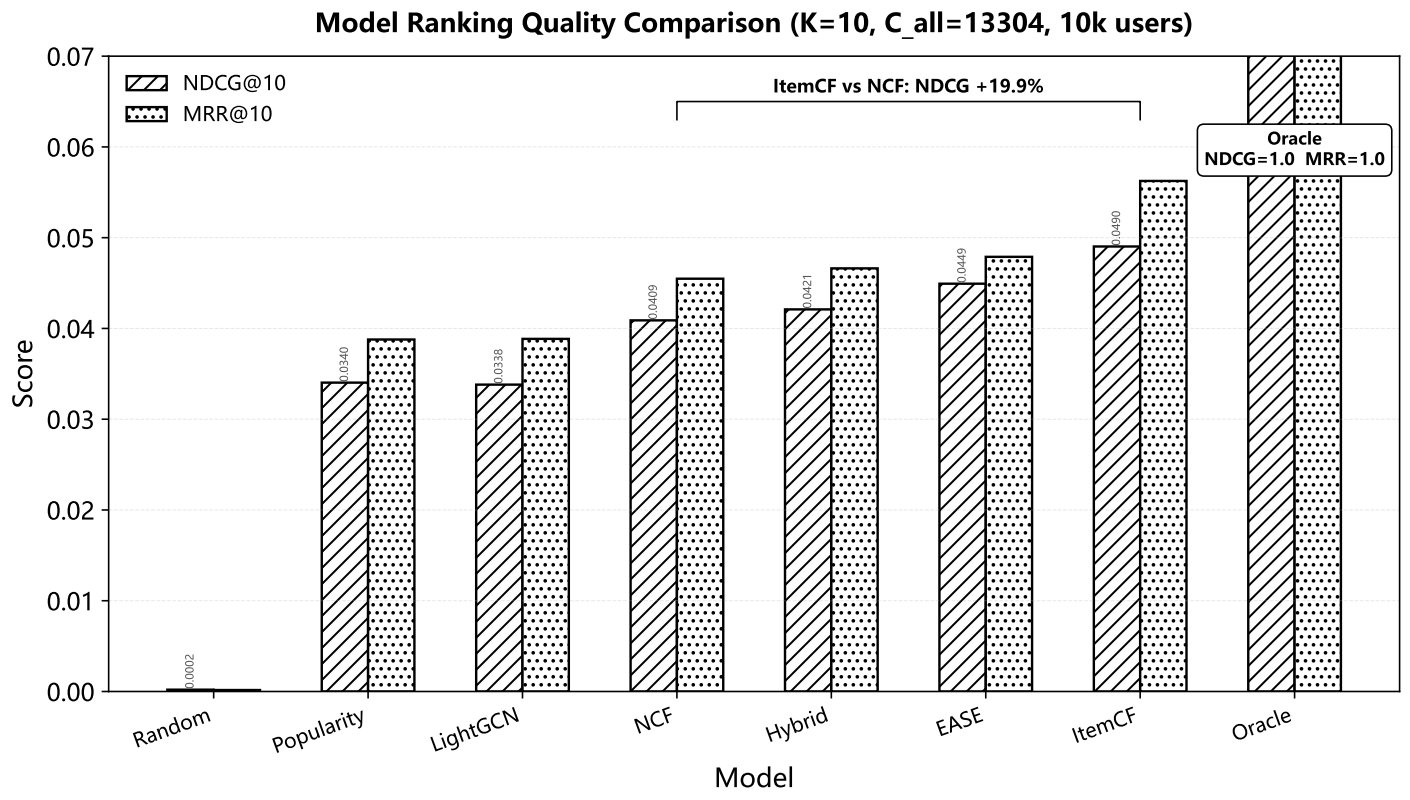 Model Ranking Quality Comparison (K=10, C_all=13304, 10k users)
NDCG@10
MRR@10
ItemCF vs NCF: NDCG +19.9%
Oracle
NDCG=1.0 MRR=1.0
0.07
0.06
0.05
0.04
0.03
0.02
0.01
0.00
Score
0.0002
0.0340
0.0338
0.0409
0.0421
0.0449
0.0490
Random
Popularity
LightGCN
NCF
Hybrid
EASE
ItemCF
Oracle
Model